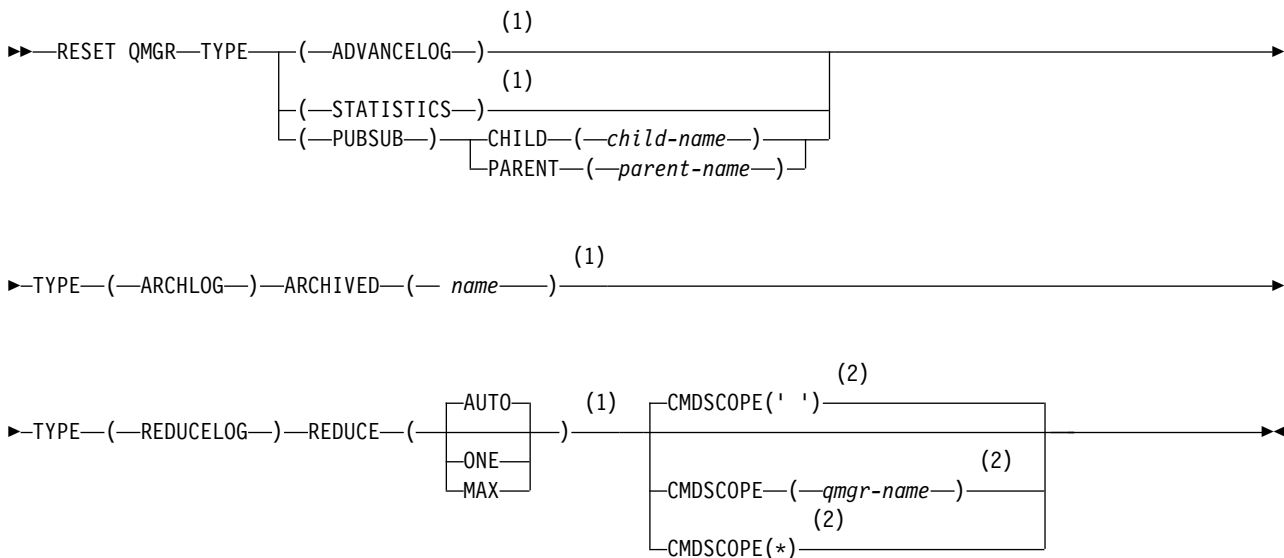 (1)
RESET QMGR TYPE ( ADVANCELOG )
(1)
( STATISTICS )
( PUBSUB ) CHILD ( child-name )
PARENT ( parent-name )
(1)
TYPE ( ARCHLOG ) ARCHIVED ( name )
(2)
AUTO (1) CMDSCOPE(' ')
TYPE ( REDUCELOG ) REDUCE ( )
ONE (2)
MAX CMDSCOPE ( qmgr-name )
(2)
CMDSCOPE(*)